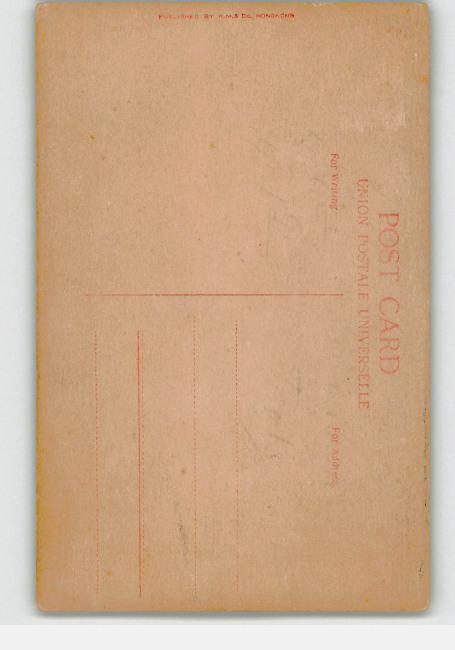 POST CARD
UNION POSTALE UNIVERSELLE
For Writing
For Address
PUBLISHED BY H.M.& Co. HONGKONG